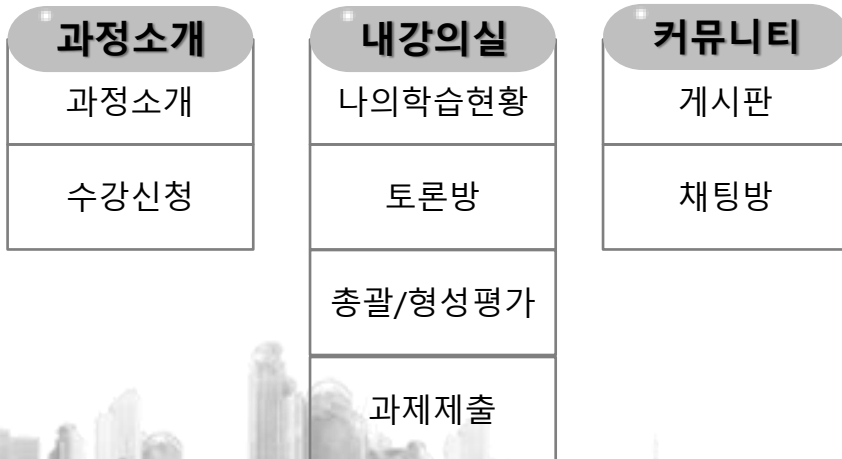 과정소개
과정소개
수강신청
내강의실
나의학습현황
토론방
총괄/형성평가
과제제출
커뮤니티
게시판
채팅방